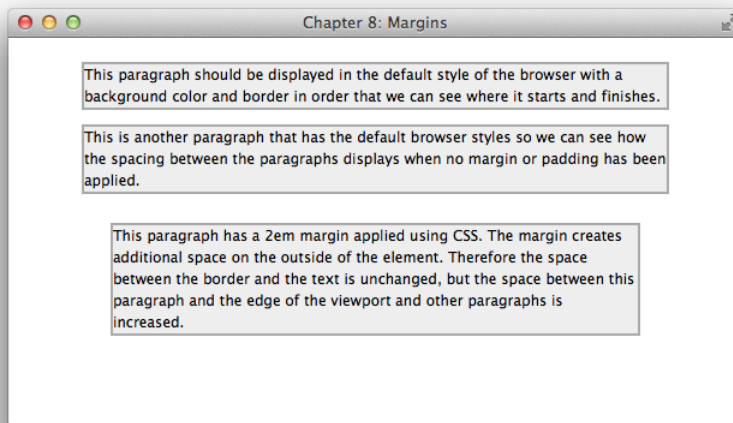 Chapter 8: Margins
This paragraph should be displayed in the default style of the browser with a
background color and border in order that we can see where it starts and finishes.
This is another paragraph that has the default browser styles so we can see how
the spacing between the paragraphs displays when no margin or padding has been
applied.
This paragraph has a 2em margin applied using CSS. The margin creates
additional space on the outside of the element. Therefore the space
between the border and the text is unchanged, but the space between this
paragraph and the edge of the viewport and other paragraphs is
increased.